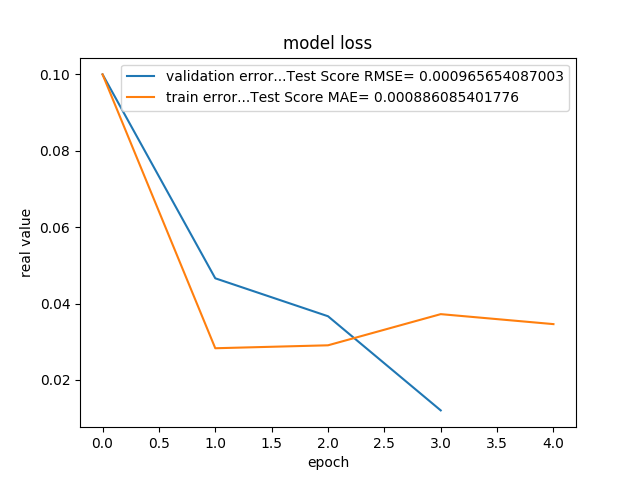 model loss
validation error...Test Score RMSE= 0.000965654087003
train error...Test Score MAE= 0.000886085401776
0.10
0.08
0.06
0.04
0.02
real value
0.0 0.5 1.0 1.5 2.0 2.5 3.0 3.5 4.0
epoch